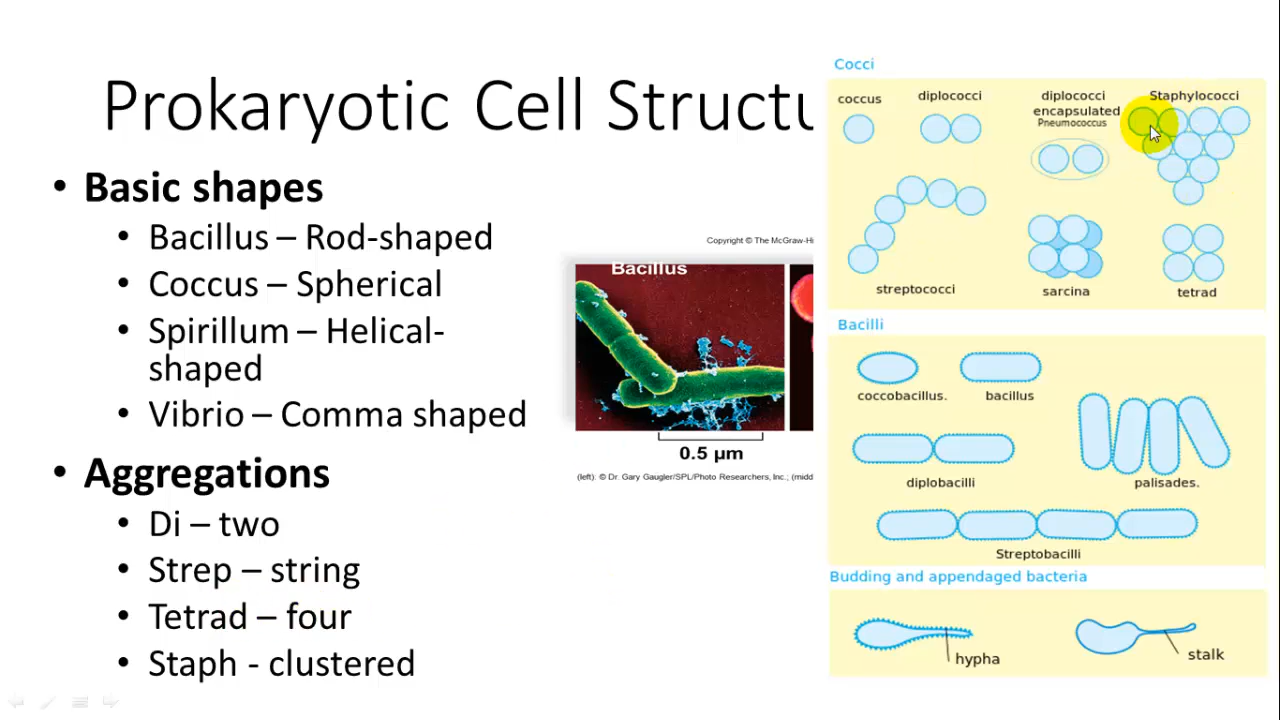 Prokaryotic Cell Structu
• Basic shapes
• Bacillus – Rod-shaped
• Coccus – Spherical
• Spirillum – Helical-
shaped
• Vibrio – Comma shaped
• Aggregations
• Di – two
• Strep – string
• Tetrad – four
• Staph - clustered
Copyright © The McGraw-Hi
Bacillus
0.5 µm
(left): © Dr. Gary Gaugler/SPL/Photo Researchers, Inc.; (midd
Cocci
coccus
diplococci
diplococci
encapsulated
Pneumococcus
Staphylococci
streptococci
sarcina
tetrad
Bacilli
coccobacillus.
bacillus
diplobacilli
palisades.
Streptobacilli
Budding and appendaged bacteria
hypha
stalk